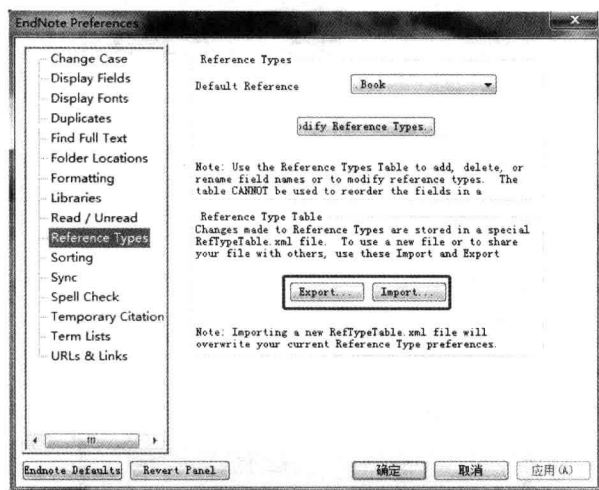 EndNote Preferences
Change Case
Display Fields
Display Fonts
Duplicates
Find Full Text
Folder Locations
Formatting
Libraries
Read / Unread
Reference Types
Sorting
Sync
Spell Check
Temporary Citation
Term Lists
URLs & Links
Reference Types
Default Reference
Book
dify Reference Types..
Note: Use the Reference Types Table to add, delete, or
rename field names or to modify reference types. The
table CANNOT be used to reorder the fields in a
Reference Type Table
Changes made to Reference Types are stored in a special
RefTypeTable.xml file. To use a new file or to share
your file with others, use these Import and Export
Export... Import...
Note: Importing a new RefTypeTable.xml file will
overwrite your current Reference Type preferences.
Endnote Defaults Revert Panel 确定 取消 应用(A)